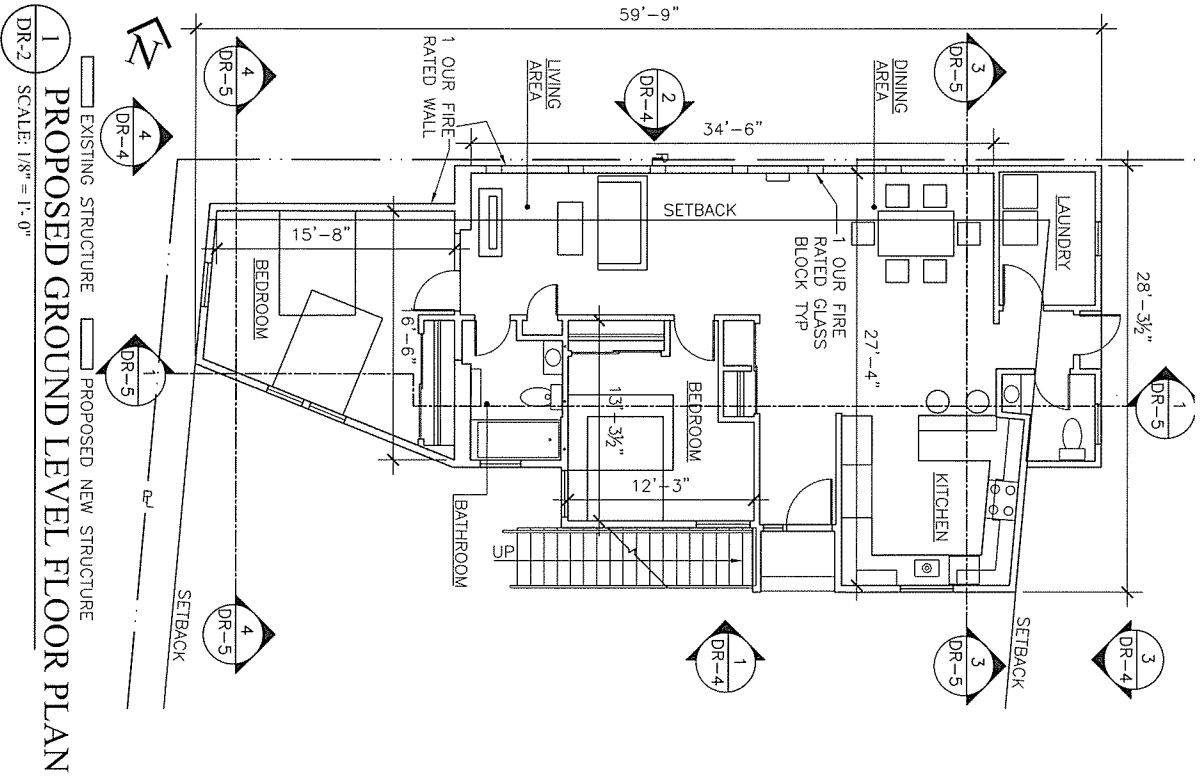 59'-9"
1 OUR FIRE
RATED WALL
LIVING
AREA
2
DR-4
DINING
AREA
3
DR-5
4
DR-5
4
DR-4
34'-6"
SETBACK
1 OUR FIRE
RATED GLASS
BLOCK TYP
LAUNDRY
28'-3½"
15'-8"
BEDROOM
6'-6"
27'-4"
BEDROOM
13'-3½"
12'-3"
KITCHEN
1
DR-5
1
DR-5
BATHROOM
UP
PL
PL
SETBACK
SETBACK
4
DR-5
1
DR-4
3
DR-5
3
DR-4
N
EXISTING STRUCTURE
PROPOSED NEW STRUCTURE
1
DR-2
PROPOSED GROUND LEVEL FLOOR PLAN
SCALE: 1/8" = 1'-0"